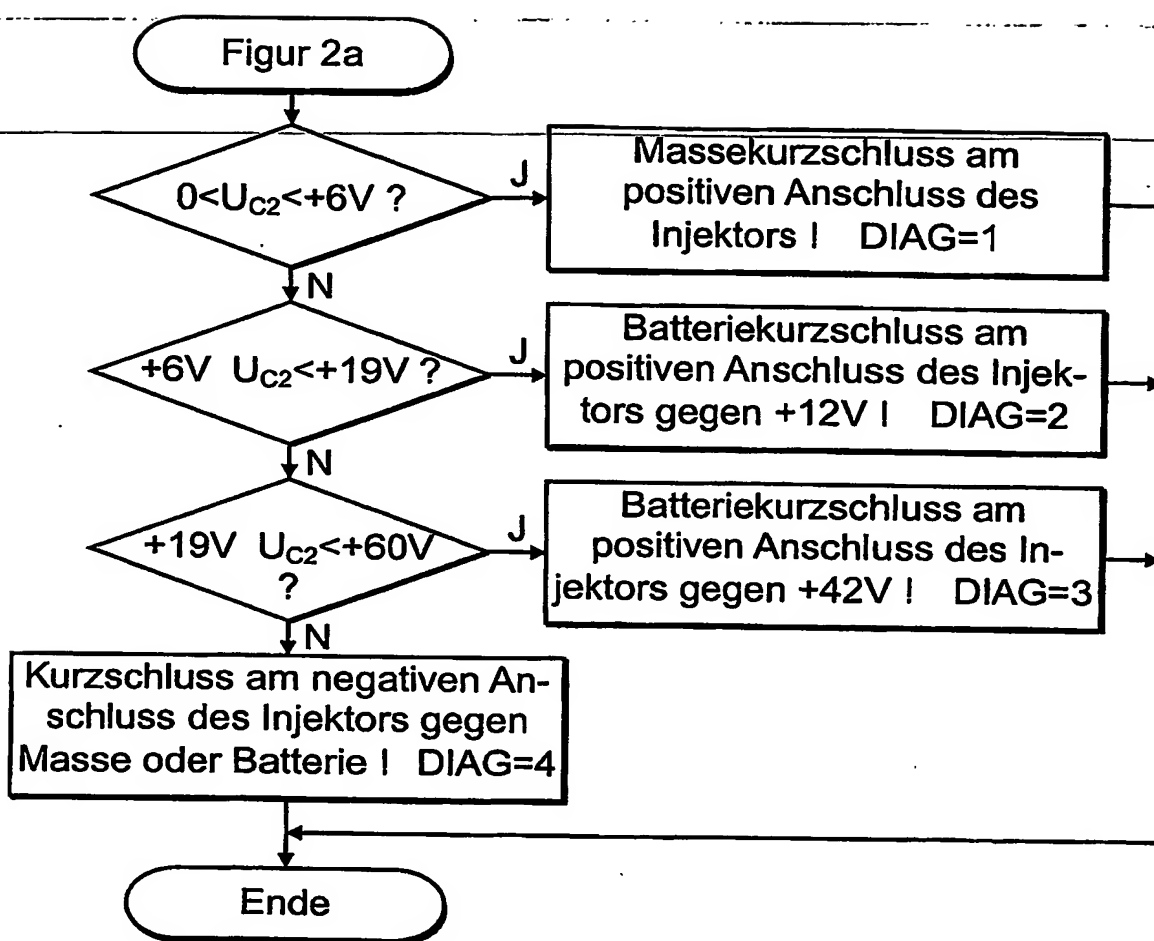 Figur 2a
0<U_C2<+6V ?
J
Massekurzschluss am
positiven Anschluss des
Injektors ! DIAG=1
N
+6V U_C2<+19V ?
J
Batteriekurzschluss am
positiven Anschluss des Injek-
tors gegen +12V ! DIAG=2
N
+19V U_C2<+60V
?
J
Batteriekurzschluss am
positiven Anschluss des In-
jektors gegen +42V ! DIAG=3
N
Kurzschluss am negativen An-
schluss des Injektors gegen
Masse oder Batterie ! DIAG=4
Ende